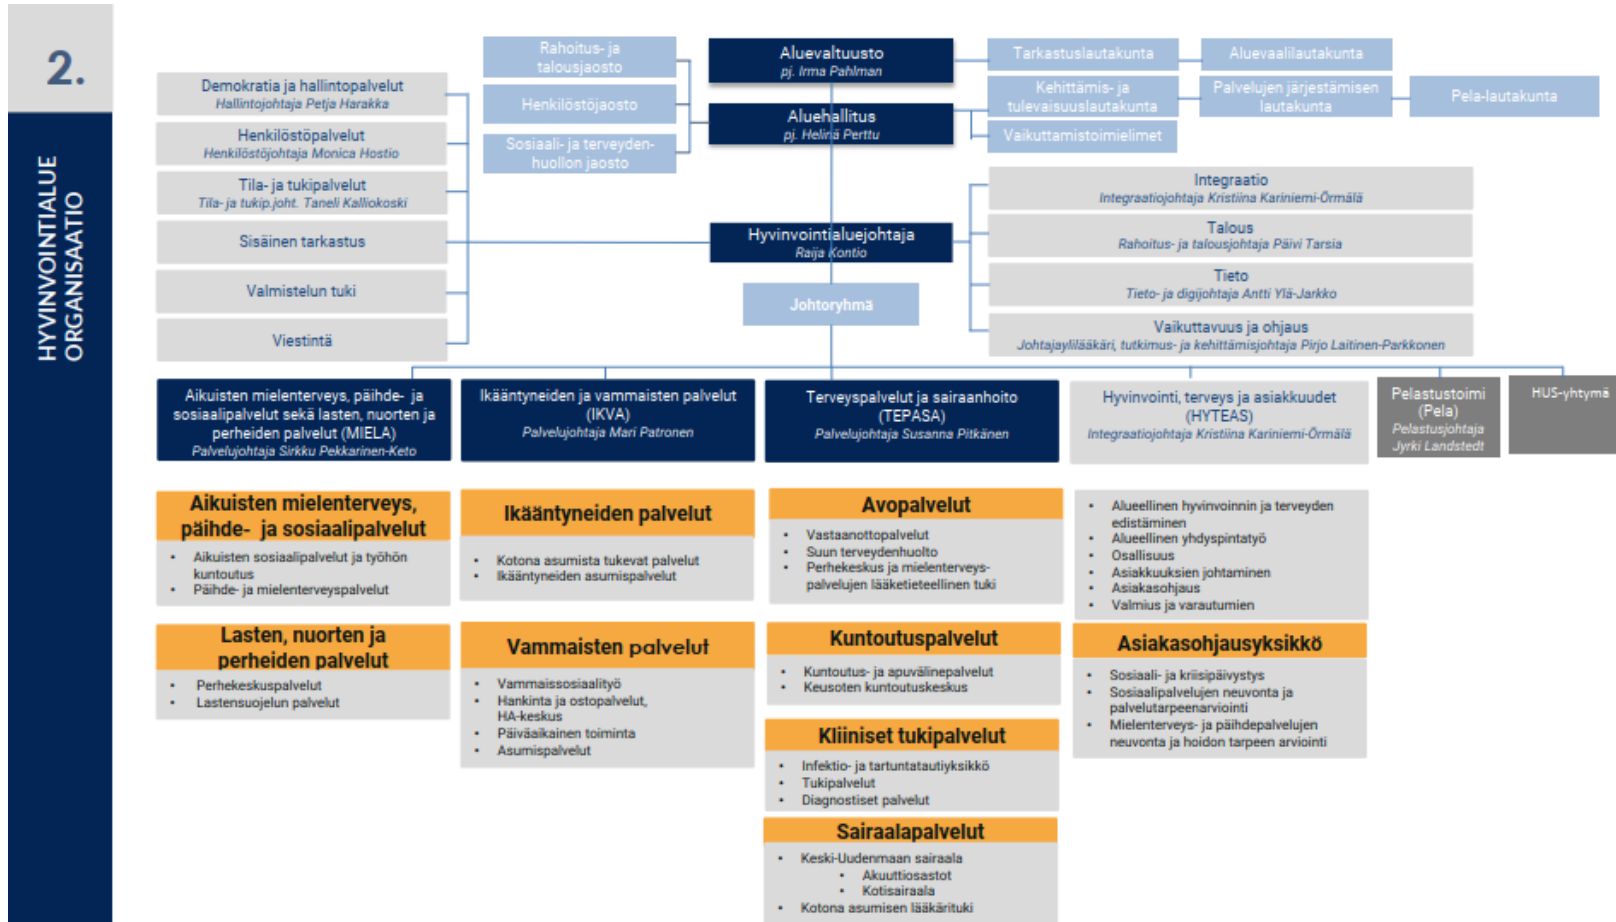 2.
HYVINVOINTIALUE
ORGANISAATIO
Rahoitus- ja
talousjaosto
Henkilöstöjaosto
Sosiaali- ja terveyden-
huollon jaosto
Aluevaltuusto
pj. Irma Pahlman
Aluehallitus
pj. Helinä Perttu
Tarkastuslautakunta
Aluevaalilautakunta
Kehittämis- ja
tulevaisuuslautakunta
Palvelujen järjestämisen
lautakunta
Pela-lautakunta
Vaikuttamistoimielimet
Demokratia ja hallintopalvelut
Hallintojohtaja Petja Harakka
Henkilöstöpalvelut
Henkilöstöjohtaja Monica Hostio
Tila- ja tukipalvelut
Tila- ja tukip.joht. Taneli Kalliokoski
Sisäinen tarkastus
Valmistelun tuki
Viestintä
Hyvinvointialuejohtaja
Raija Kontio
Johtoryhmä
Integraatio
Integraatiojohtaja Kristiina Kariniemi-Örmälä
Talous
Rahoitus- ja talousjohtaja Päivi Tarsia
Tieto
Tieto- ja digijohtaja Antti Ylä-Jarkko
Vaikuttavuus ja ohjaus
Johtajaylilääkäri, tutkimus- ja kehittämisjohtaja Pirjo Laitinen-Parkkonen
Aikuisten mielenterveys, päihde- ja
sosiaalipalvelut sekä lasten, nuorten ja
perheiden palvelut (MIELA)
Palvelujohtaja Sirkku Pekkarinen-Keto
Ikääntyneiden ja vammaisten palvelut
(IKVA)
Palvelujohtaja Mari Patronen
Terveyspalvelut ja sairaanhoito
(TEPASA)
Palvelujohtaja Susanna Pitkänen
Hyvinvointi, terveys ja asiakkuudet
(HYTEAS)
Integraatiojohtaja Kristiina Kariniemi-Örmälä
Pelastustoimi
(Pela)
Pelastusjohtaja
Jyrki Landstedt
HUS-yhtymä
Aikuisten mielenterveys,
päihde- ja sosiaalipalvelut
• Aikuisten sosiaalipalvelut ja työhön
kuntoutus
• Päihde- ja mielenterveyspalvelut
Lasten, nuorten ja
perheiden palvelut
• Perhekeskuspalvelut
• Lastensuojelun palvelut
Ikääntyneiden palvelut
• Kotona asumista tukevat palvelut
• Ikääntyneiden asumispalvelut
Vammaisten palvelut
• Vammaissosiaalityö
• Hankinta ja ostopalvelut,
HA-keskus
• Päiväaikainen toiminta
• Asumispalvelut
Avopalvelut
• Vastaanottopalvelut
• Suun terveydenhuolto
• Perhekeskus ja mielenterveys-
palvelujen lääketieteellinen tuki
Kuntoutuspalvelut
• Kuntoutus- ja apuvälinepalvelut
• Keusoten kuntoutuskeskus
Kliiniset tukipalvelut
• Infektio- ja tartuntatautiyksikkö
• Tukipalvelut
• Diagnostiset palvelut
Sairaalapalvelut
• Keski-Uudenmaan sairaala
• Akuuttiosastot
• Kotisairaala
• Kotona asumisen lääkärituki
• Alueellinen hyvinvoinnin ja terveyden
edistäminen
• Alueellinen yhdyspintatyö
• Osallisuus
• Asiakkuuksien johtaminen
• Asiakasohjaus
• Valmius ja varautumien
Asiakasohjausyksikkö
• Sosiaali- ja kriisipäivystys
• Sosiaalipalvelujen neuvonta ja
palvelutarpeenarviointi
• Mielenterveys- ja päihdepalvelujen
neuvonta ja hoidon tarpeen arviointi